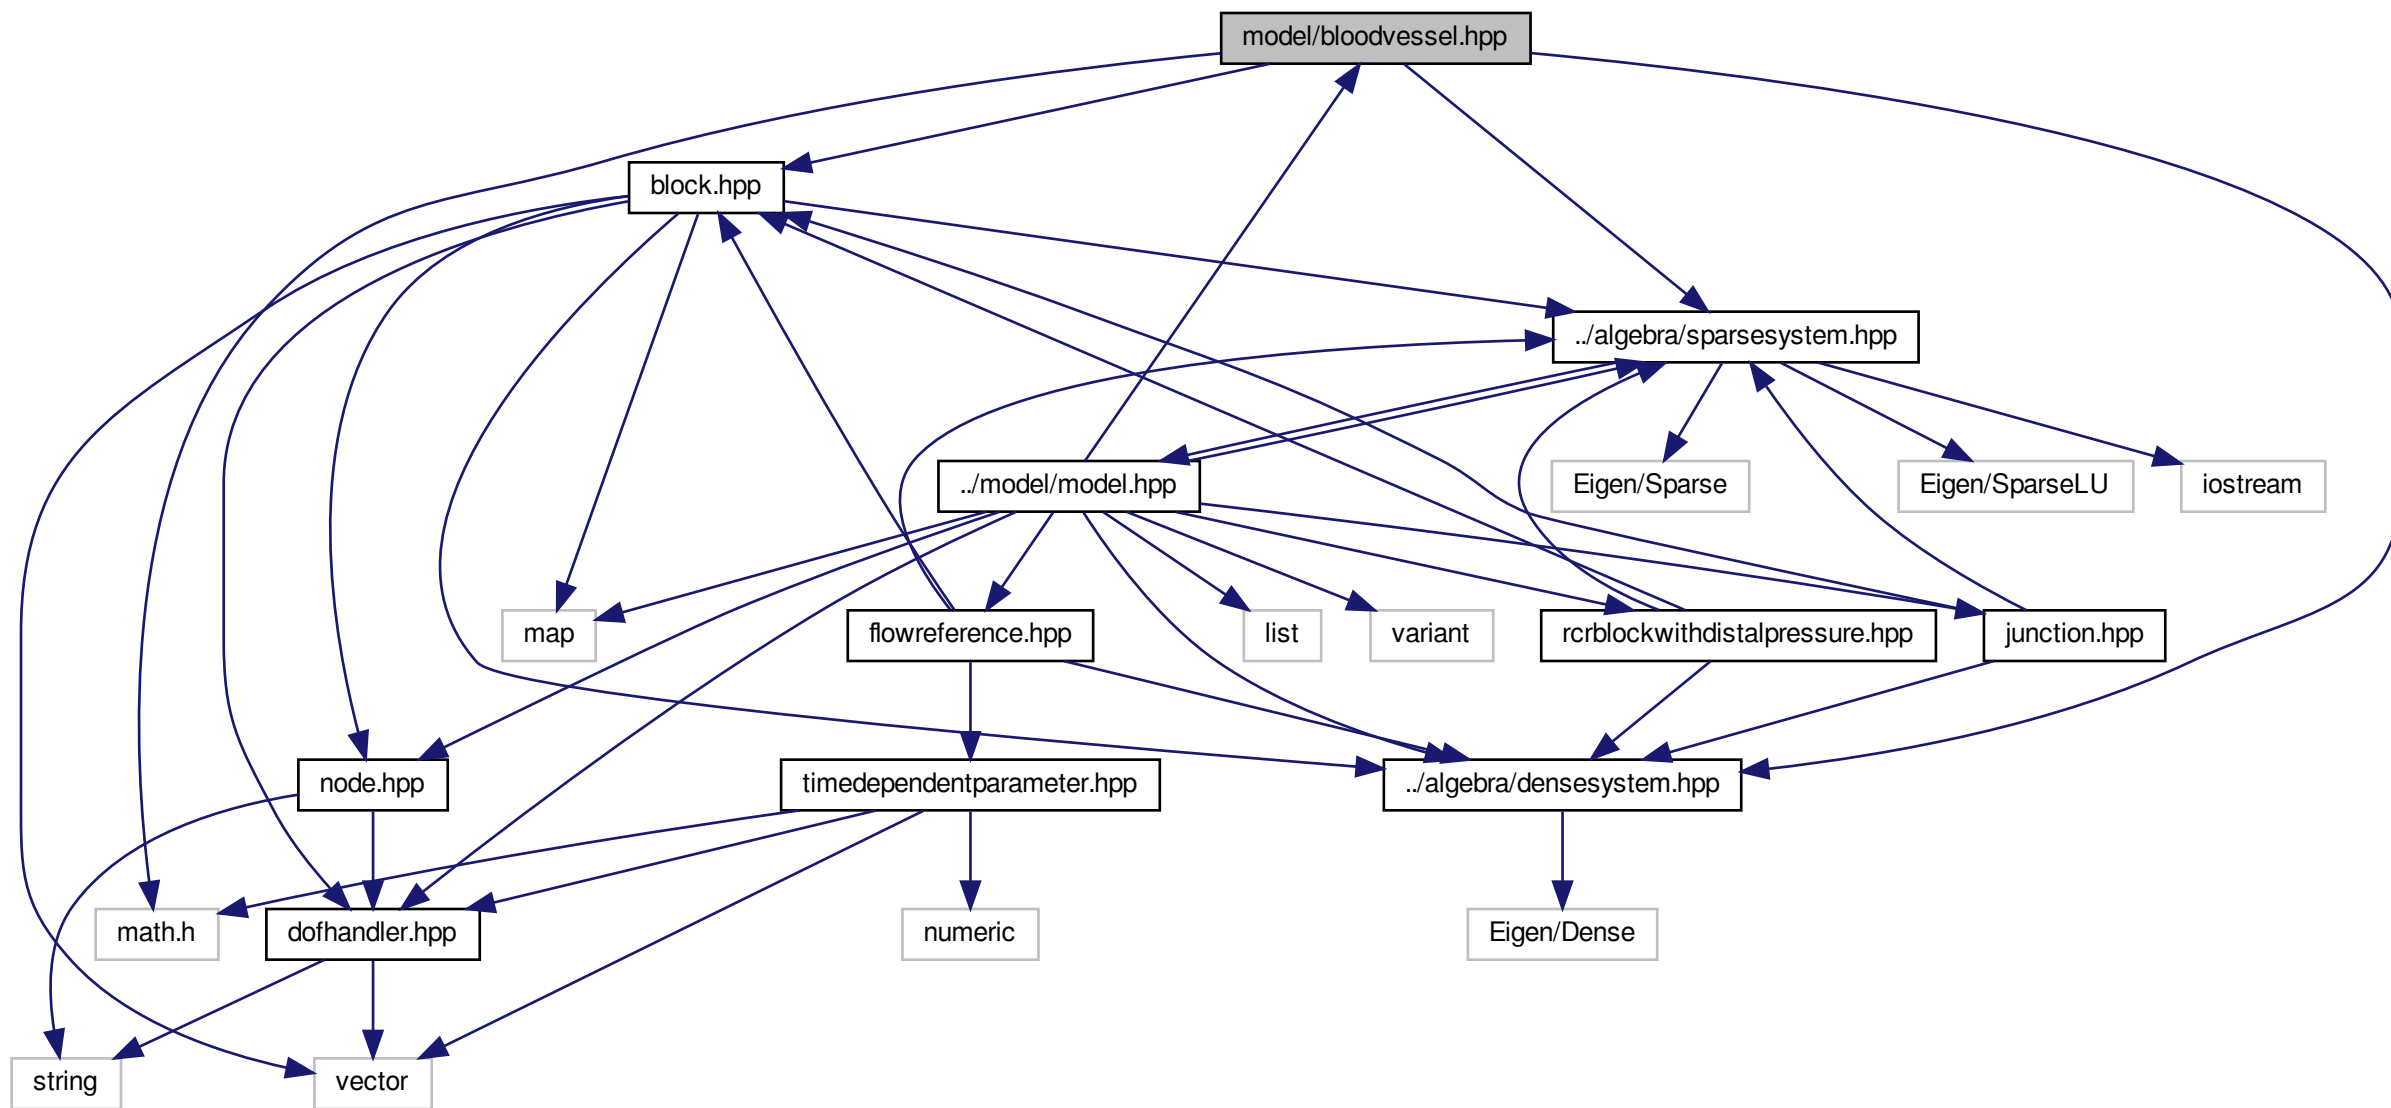 model/bloodvessel.hpp
block.hpp
../algebra/sparsesystem.hpp
../model/model.hpp
Eigen/Sparse
Eigen/SparseLU
iostream
map
flowreference.hpp
list
variant
rcrblockwithdistalpressure.hpp
junction.hpp
node.hpp
timedependentparameter.hpp
../algebra/densesystem.hpp
math.h
dofhandler.hpp
numeric
Eigen/Dense
string
vector